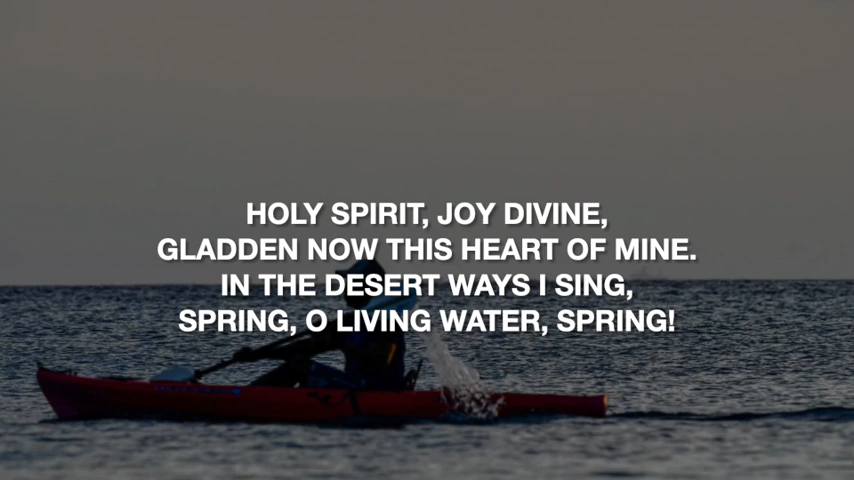 HOLY SPIRIT, JOY DIVINE,
GLADDEN NOW THIS HEART OF MINE.
IN THE DESERT WAYS I SING,
SPRING, O LIVING WATER, SPRING!